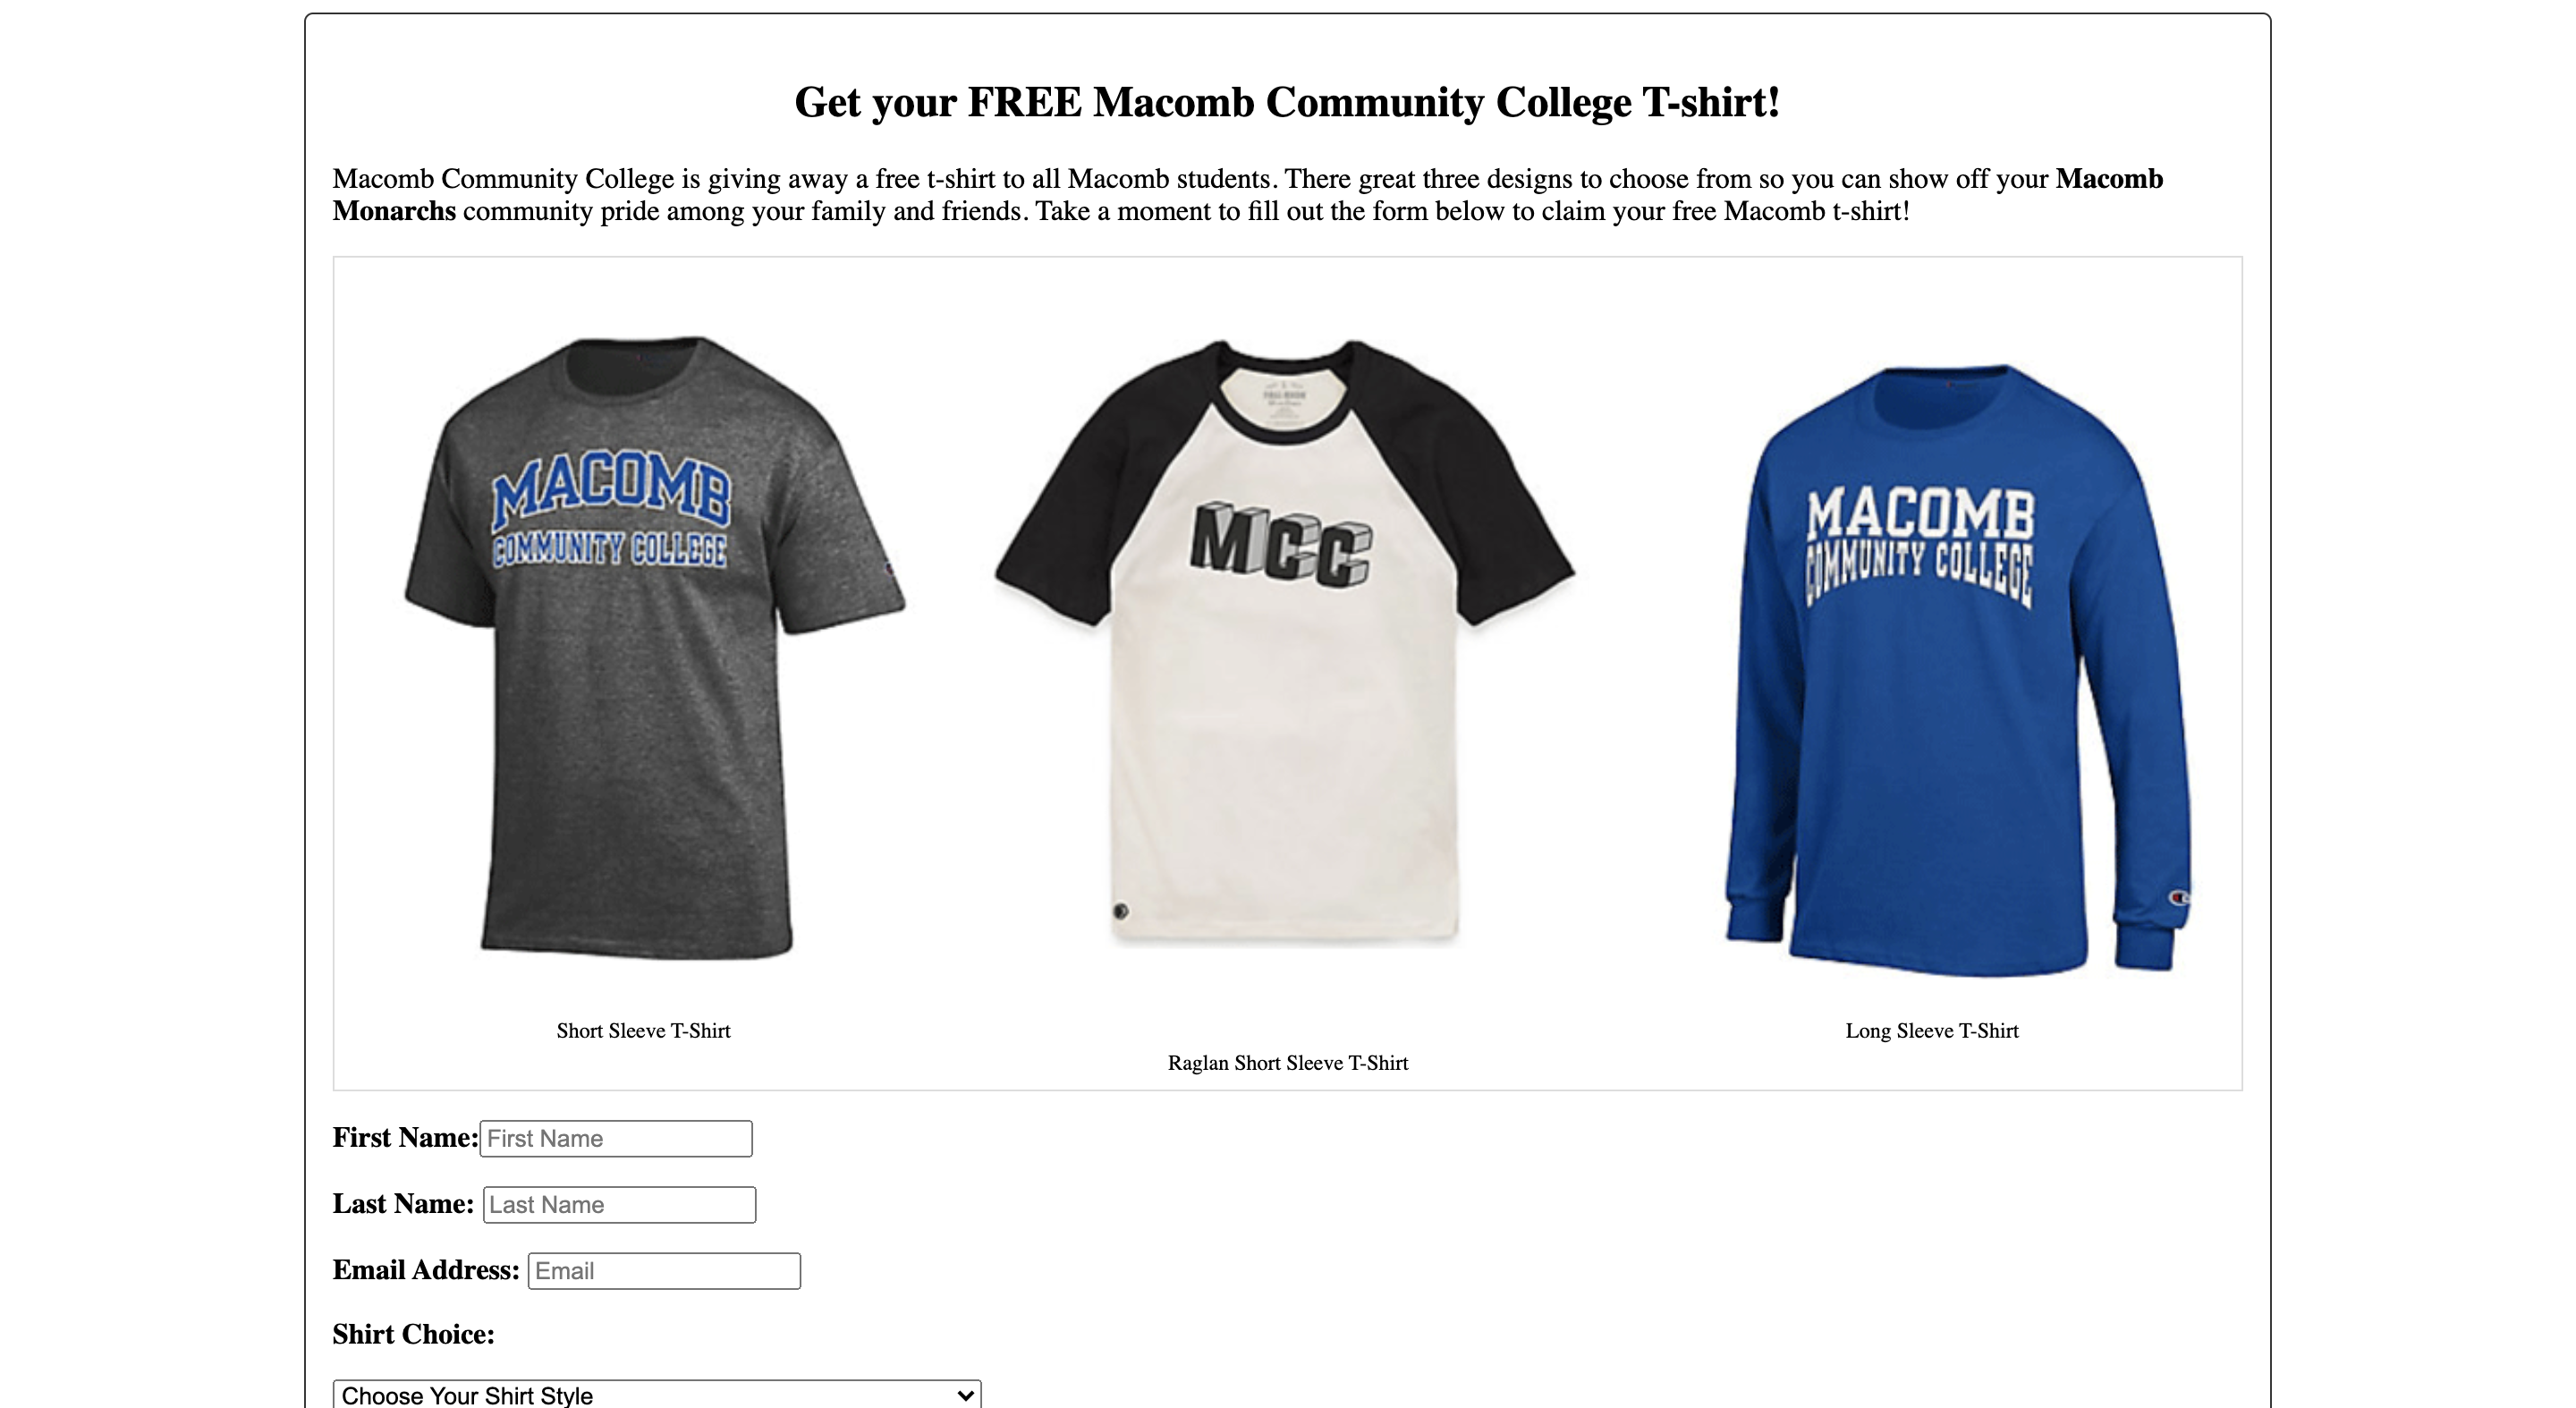 Get your FREE Macomb Community College T-shirt!
Macomb Community College is giving away a free t-shirt to all Macomb students. There great three designs to choose from so you can show off your Macomb
Monarchs community pride among your family and friends. Take a moment to fill out the form below to claim your free Macomb t-shirt!
MACOMB
COMMUNITY COLLEGE
MCC
MACOMB
COMMUNITY COLLEGE
Short Sleeve T-Shirt
Raglan Short Sleeve T-Shirt
Long Sleeve T-Shirt
First Name: First Name
Last Name: Last Name
Email Address: Email
Shirt Choice:
Choose Your Shirt Style